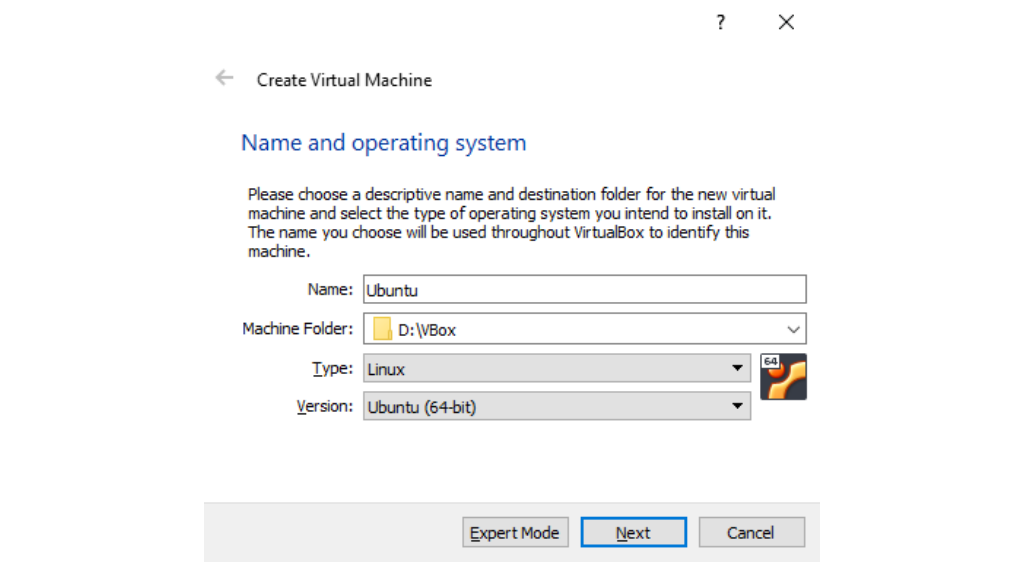 ?
Create Virtual Machine
Name and operating system
Please choose a descriptive name and destination folder for the new virtual
machine and select the type of operating system you intend to install on it.
The name you choose will be used throughout VirtualBox to identify this
machine.
Name: Ubuntu
Machine Folder: D:\VBox
Type: Linux
64
Version: Ubuntu (64-bit)
Expert Mode Next Cancel